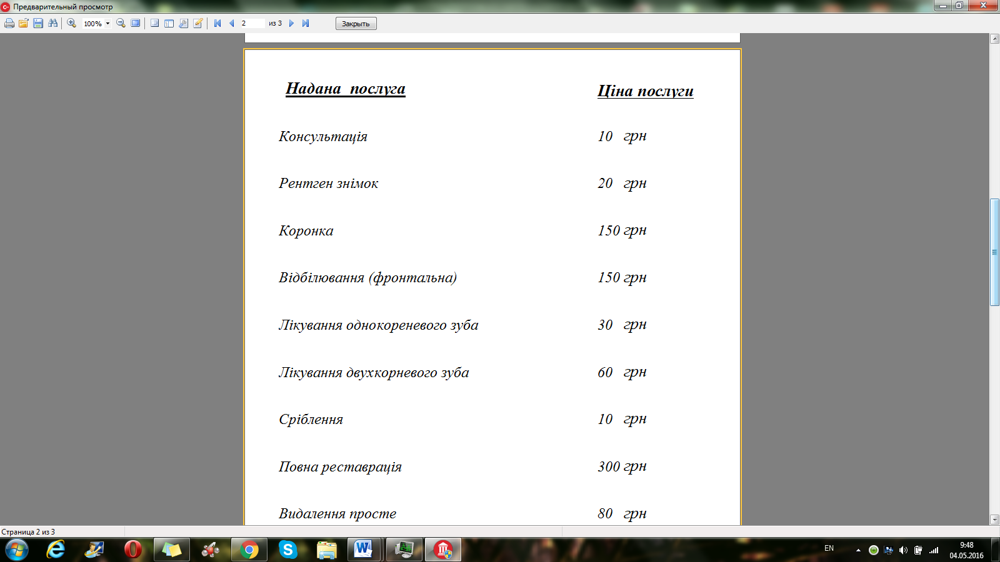 Предварительный просмотр
100%
2
из 3
Закрыть
Надана послуга
Ціна послуги
Консультація
10 грн
Рентген знімок
20 грн
Коронка
150 грн
Відбілювання (фронтальна)
150 грн
Лікування однокореневого зуба
30 грн
Лікування двухкорневого зуба
60 грн
Сріблення
10 грн
Повна реставрація
300 грн
Видалення просте
80 грн
Страница 2 из 3
EN
9:48
04.05.2016